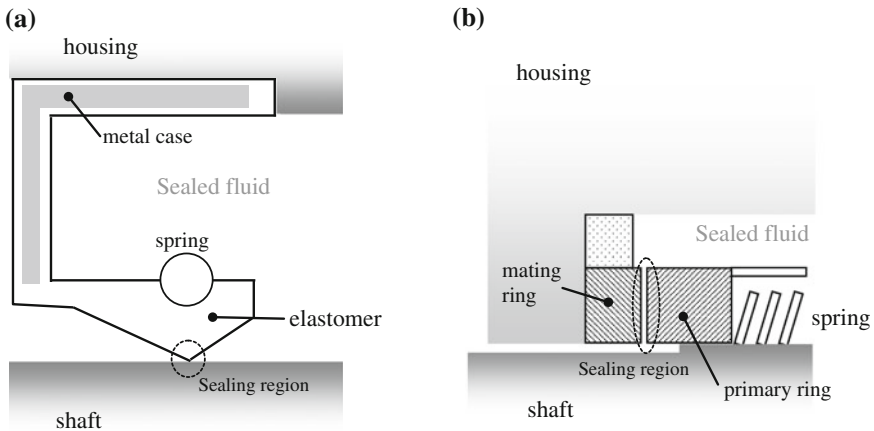 (a)
housing
metal case
Sealed fluid
spring
elastomer
Sealing region
shaft
(b)
housing
Sealed fluid
mating
ring
spring
Sealing region
primary ring
shaft